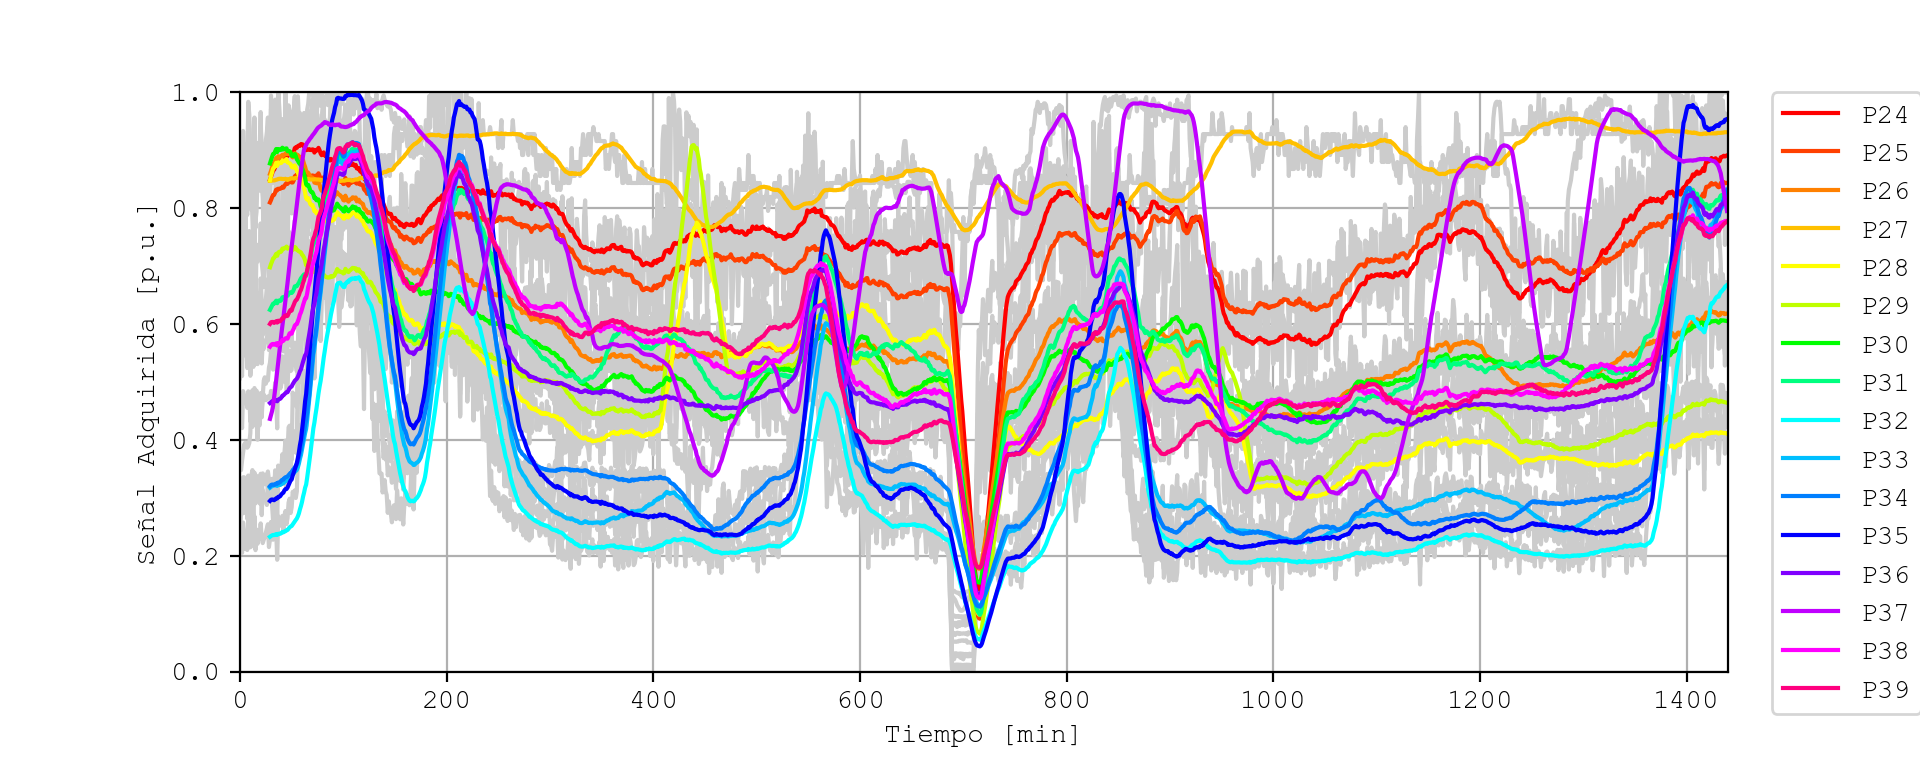 1.0
0.8
0.6
0.4
0.2
0.0
Señal Adquirida [p.u.]
0 200 400 600 800 1000 1200 1400
Tiempo [min]
P24
P25
P26
P27
P28
P29
P30
P31
P32
P33
P34
P35
P36
P37
P38
P39